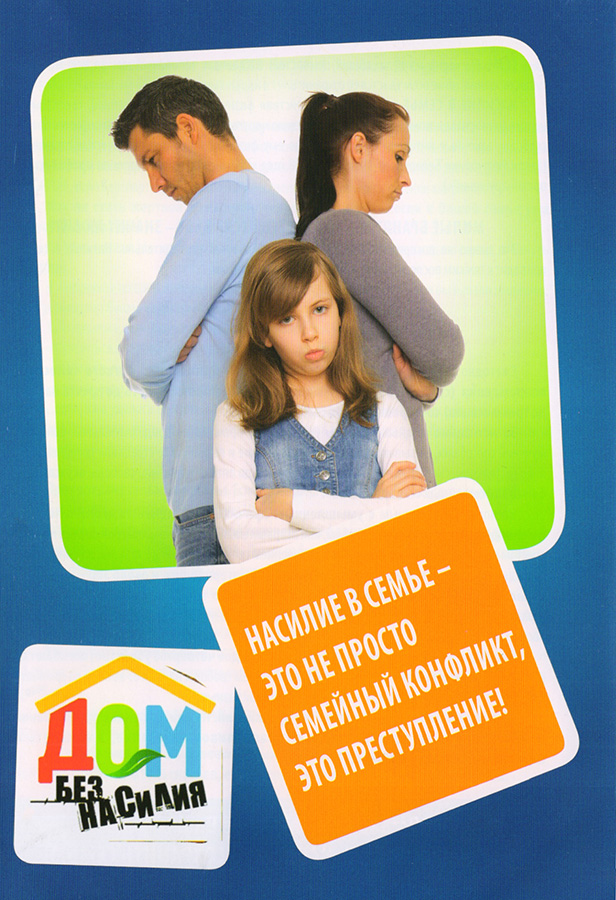 НАСИЛИЕ В СЕМЬЕ –
ЭТО НЕ ПРОСТО
СЕМЕЙНЫЙ КОНФЛИКТ,
ЭТО ПРЕСТУПЛЕНИЕ!
ДОМ
БЕЗ
НАСИЛИЯ